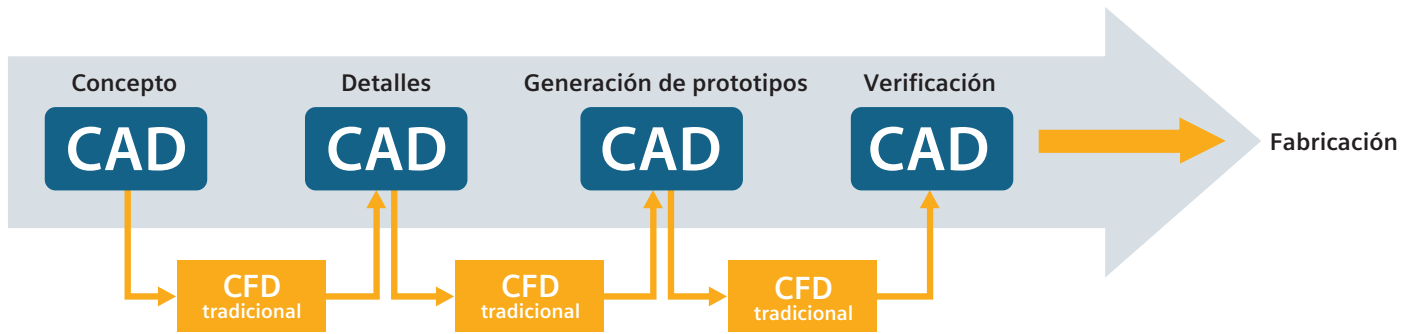 Concepto
Detalles
Generación de prototipos
Verificación
CAD
CAD
CAD
CAD
Fabricación
CFD
tradicional
CFD
tradicional
CFD
tradicional